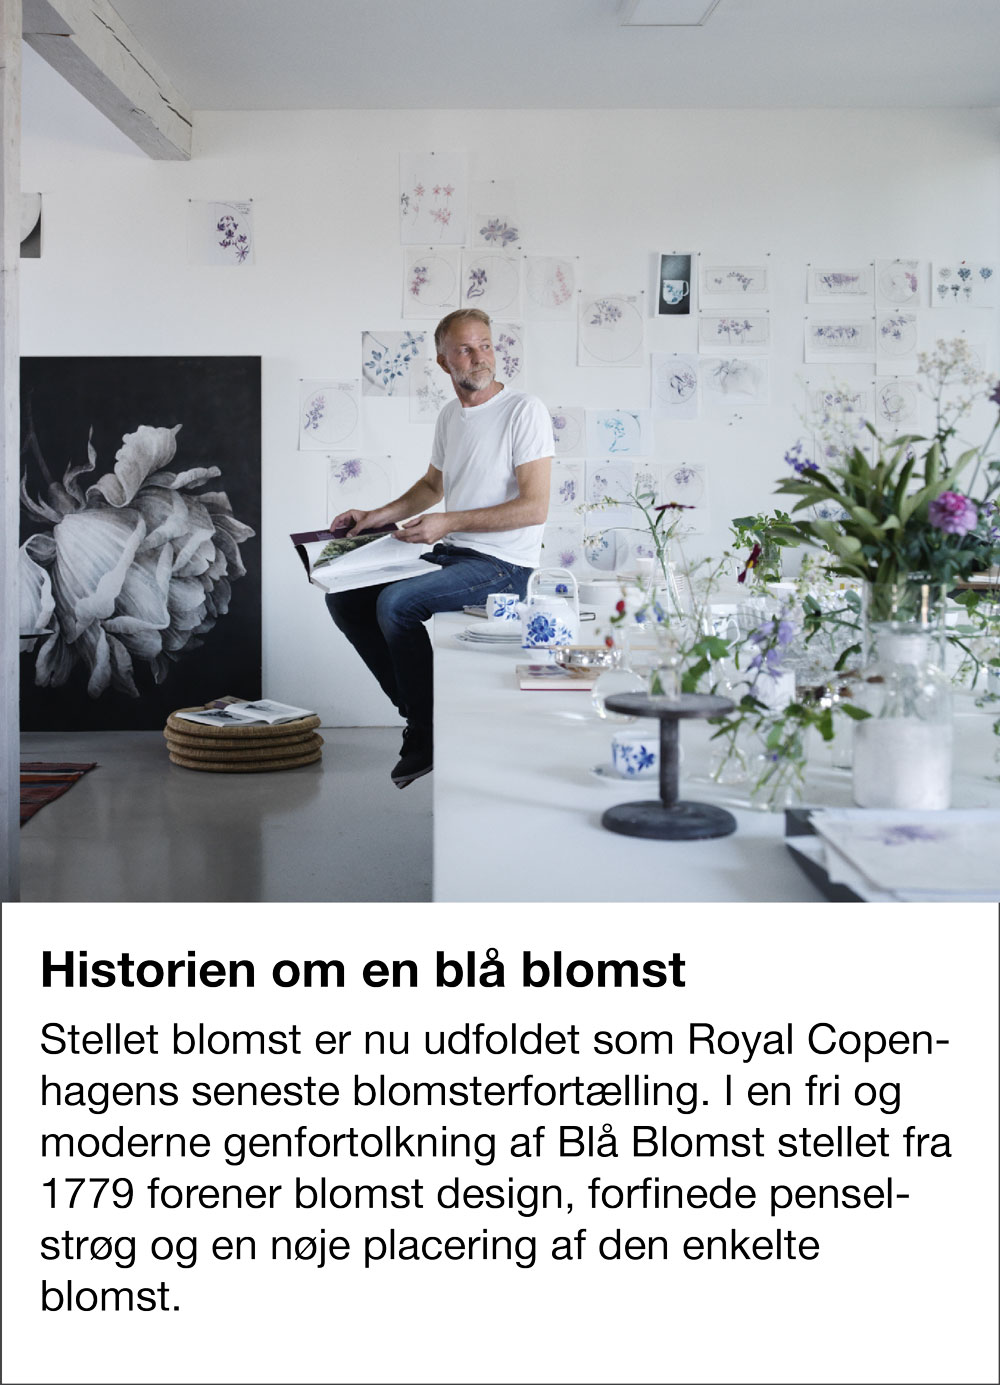 Historien om en blå blomst
Stellet blomst er nu udfoldet som Royal Copen-
hagens seneste blomsterfortælling. I en fri og
moderne genfortolkning af Blå Blomst stellet fra
1779 forener blomst design, forfinede pensel-
strøg og en nøje placering af den enkelte
blomst.